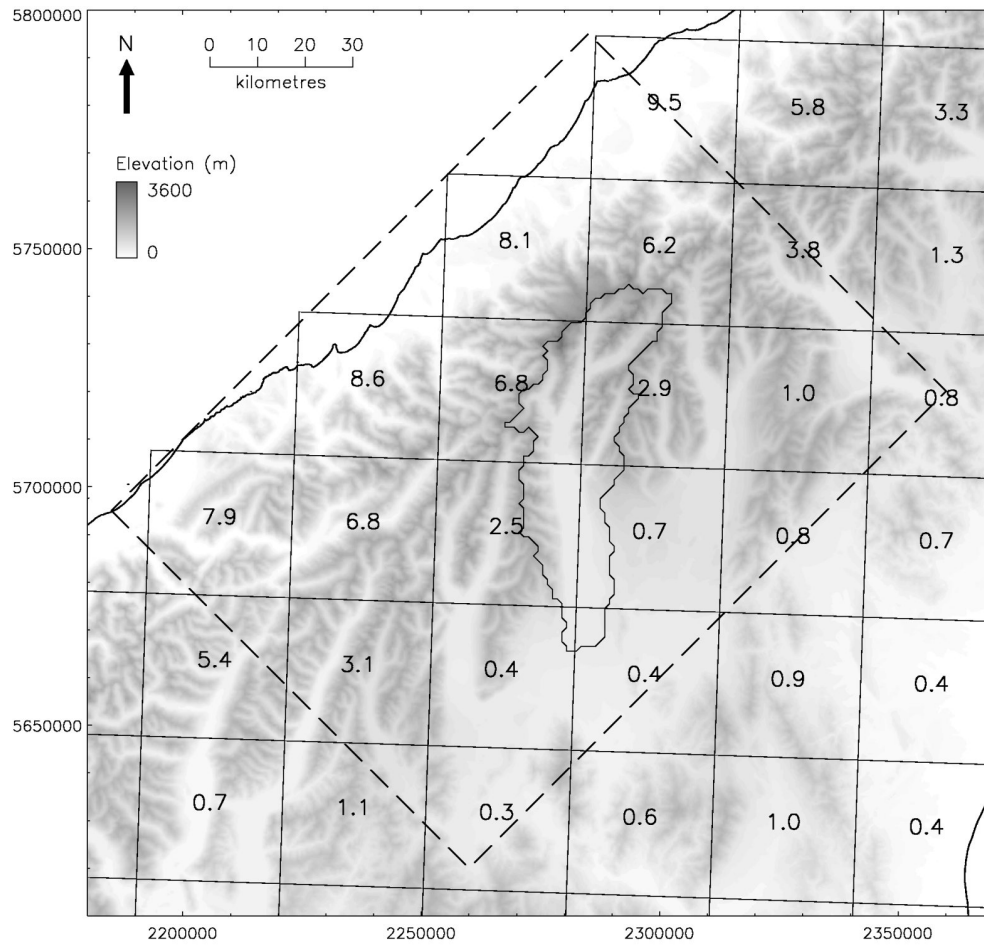 5800000
N
0 10 20 30
kilometres
9.5 5.8 3.3
Elevation (m)
3600
0
5750000
8.1 6.2 3.8 1.3
8.6 6.8 2.9 1.0 0.8
5700000
7.9 6.8 2.5 0.7 0.8 0.7
5.4 3.1 0.4 0.4 0.9 0.4
5650000
0.7 1.1 0.3 0.6 1.0 0.4
2200000 2250000 2300000 2350000